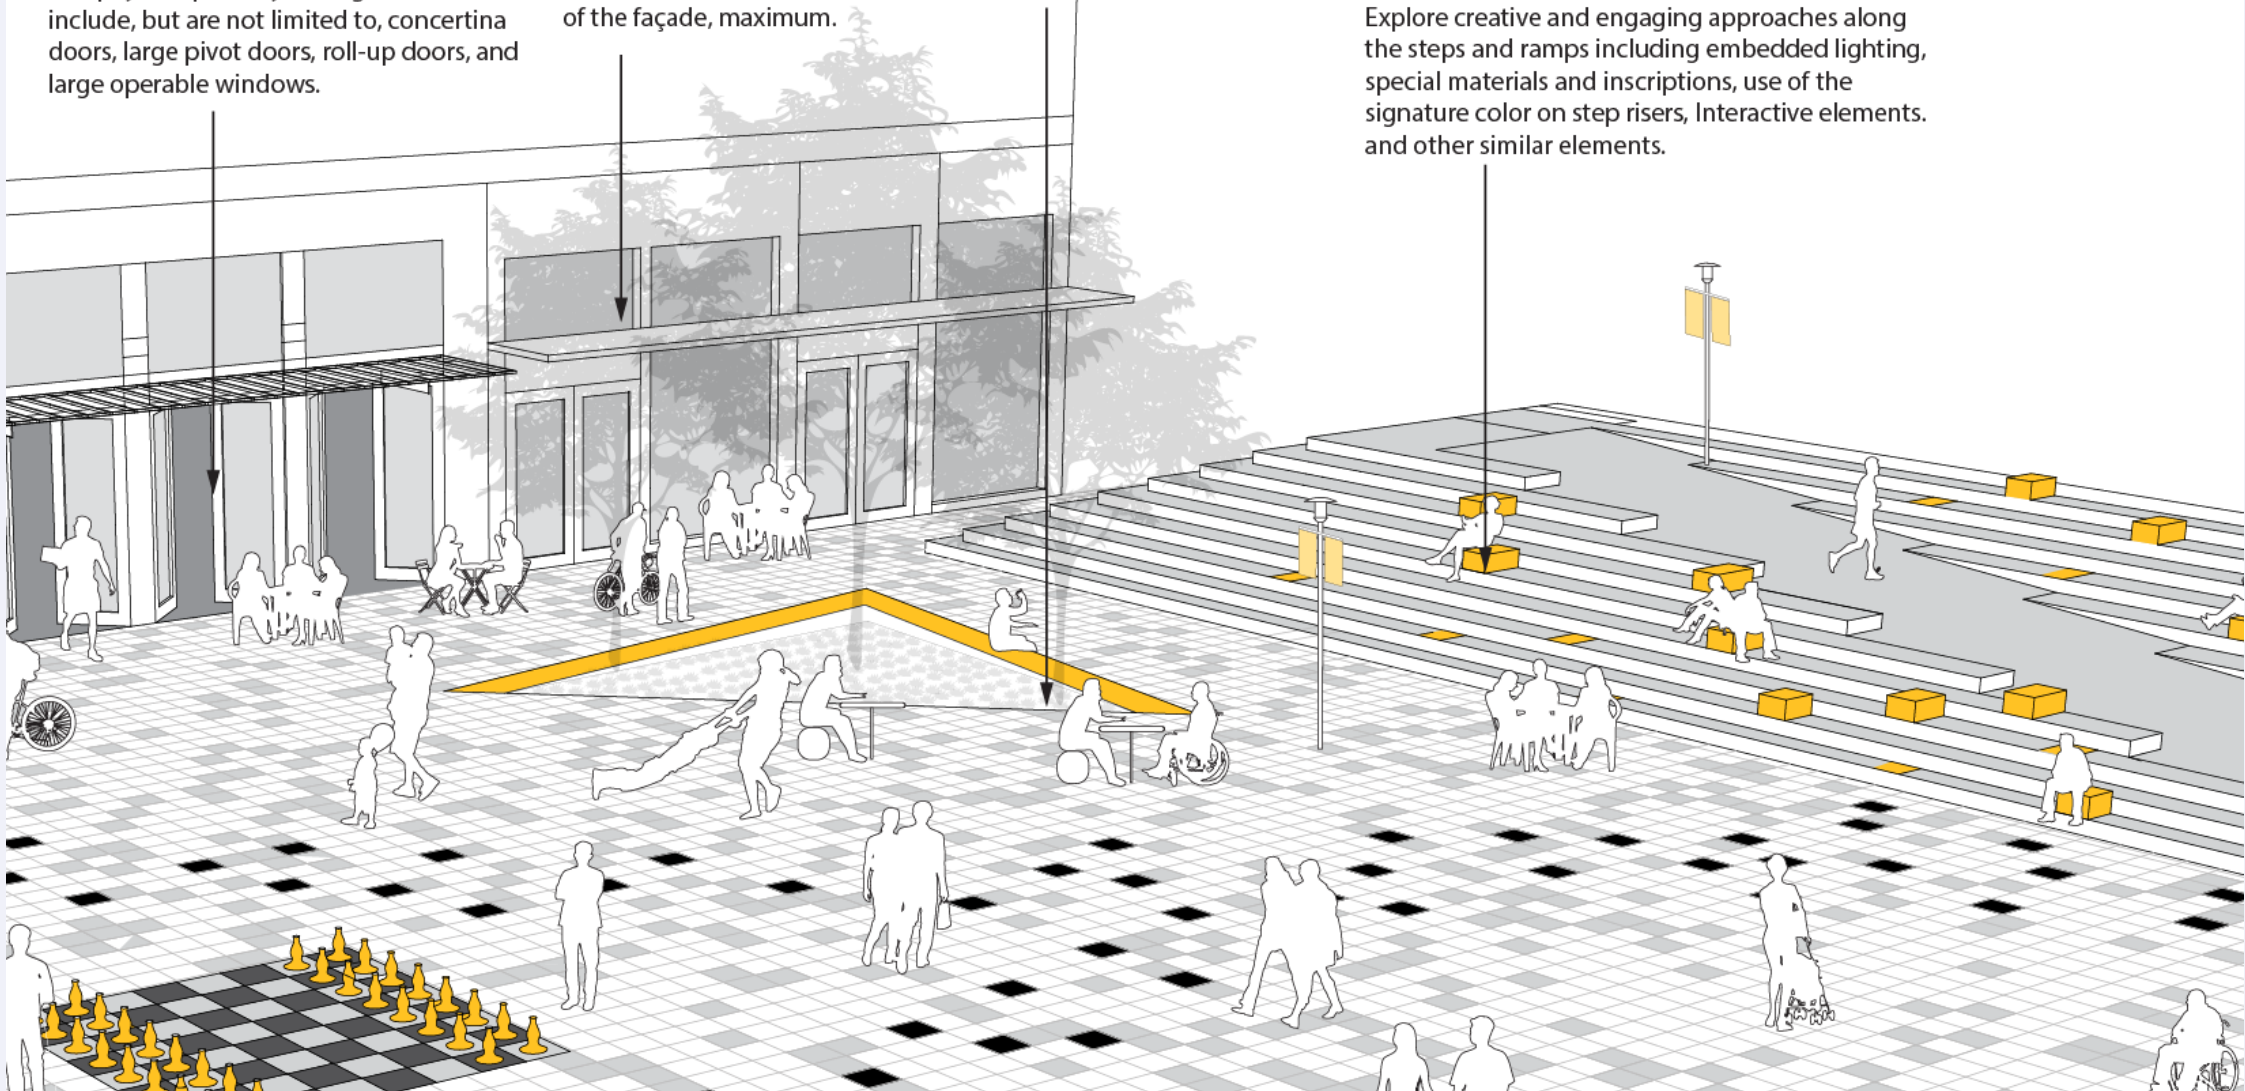 include, but are not limited to, concertina
doors, large pivot doors, roll-up doors, and
large operable windows.
of the façade, maximum.
Explore creative and engaging approaches along
the steps and ramps including embedded lighting,
special materials and inscriptions, use of the
signature color on step risers, Interactive elements.
and other similar elements.